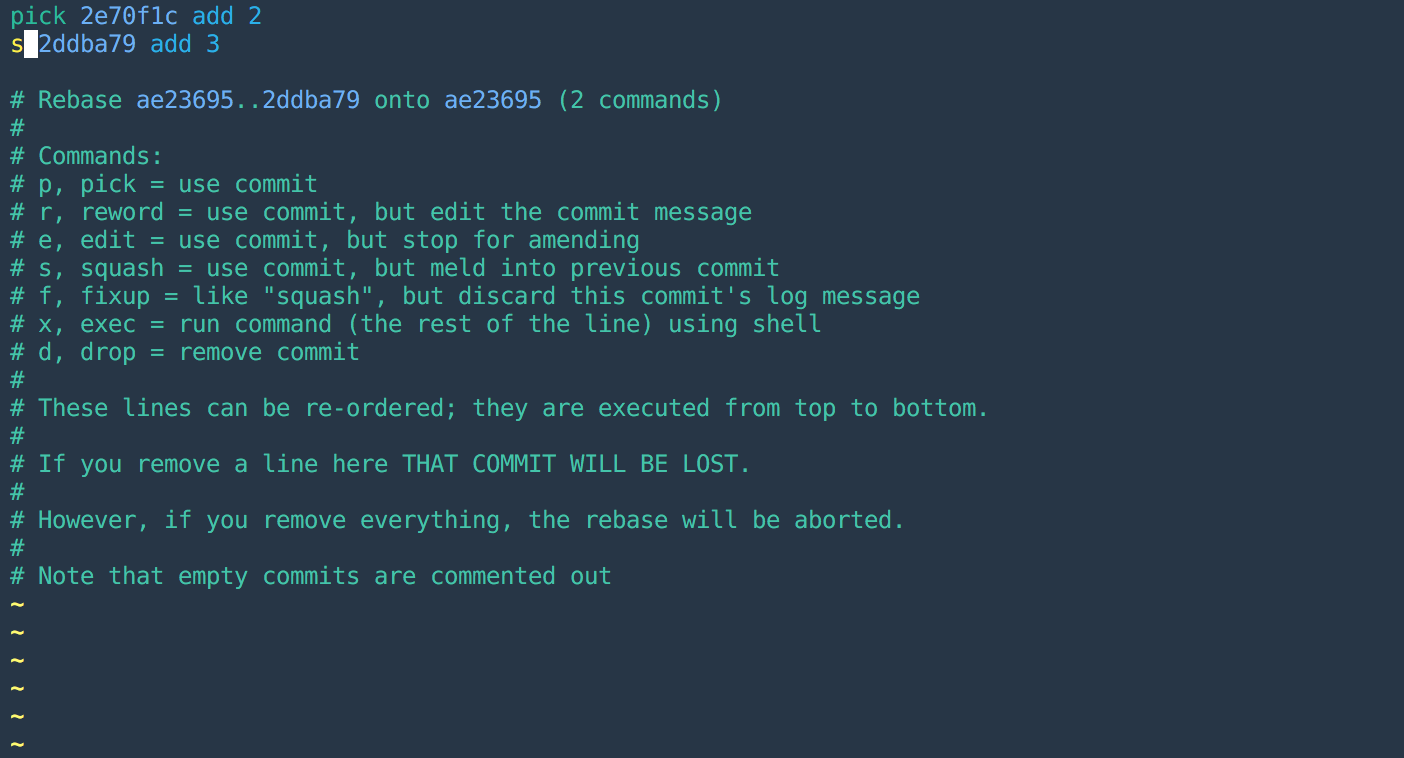 pick 2e70f1c add 2
s 2ddba79 add 3
# Rebase ae23695..2ddba79 onto ae23695 (2 commands)
#
# Commands:
# p, pick = use commit
# r, reword = use commit, but edit the commit message
# e, edit = use commit, but stop for amending
# s, squash = use commit, but meld into previous commit
# f, fixup = like "squash", but discard this commit's log message
# x, exec = run command (the rest of the line) using shell
# d, drop = remove commit
#
# These lines can be re-ordered; they are executed from top to bottom.
#
# If you remove a line here THAT COMMIT WILL BE LOST.
#
# However, if you remove everything, the rebase will be aborted.
#
# Note that empty commits are commented out
~
~
~
~
~
~